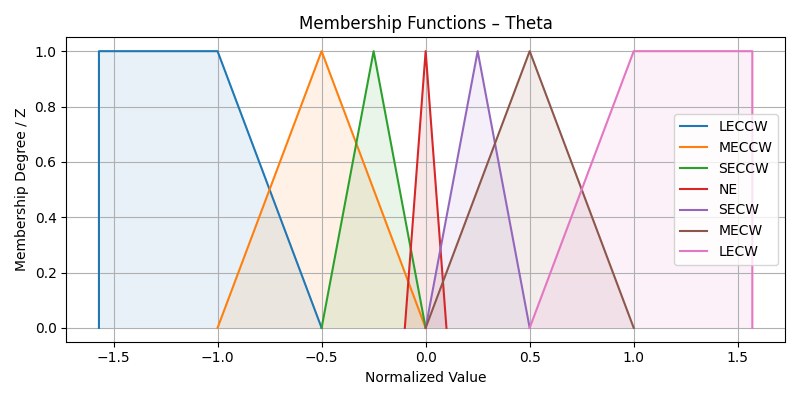 Membership Functions – Theta
Membership Degree / Z
1.0
0.8
0.6
0.4
0.2
0.0
LECCW
MECCW
SECCW
NE
SECW
MECW
LECW
−1.5 −1.0 −0.5 0.0 0.5 1.0 1.5
Normalized Value